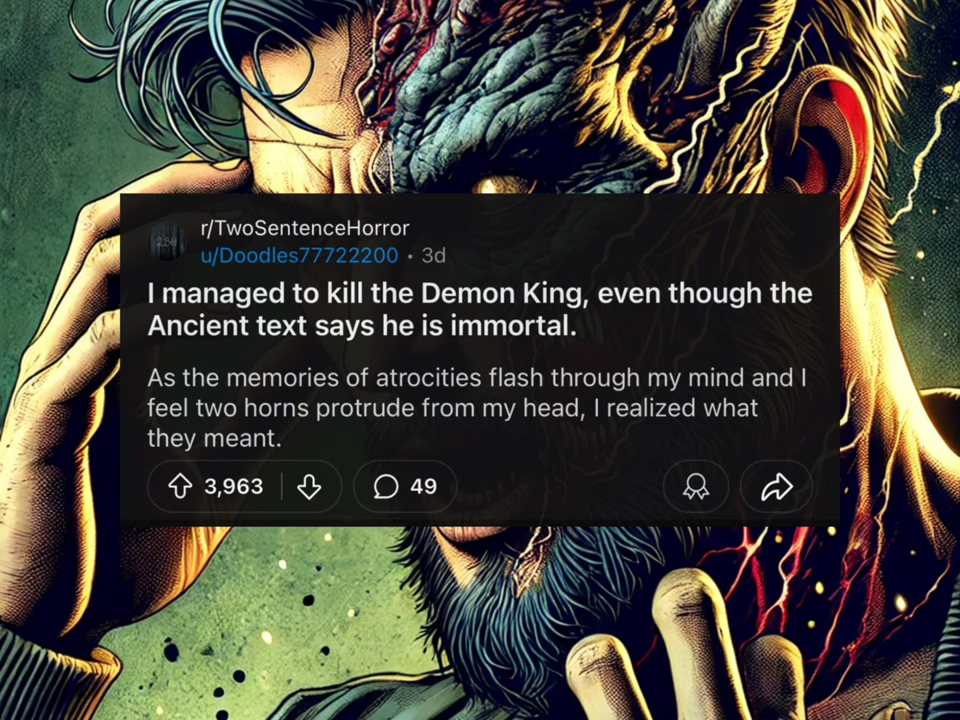 r/TwoSentenceHorror
u/Doodles77722200 • 3d
I managed to kill the Demon King, even though the
Ancient text says he is immortal.
As the memories of atrocities flash through my mind and I
feel two horns protrude from my head, I realized what
they meant.
3,963 49